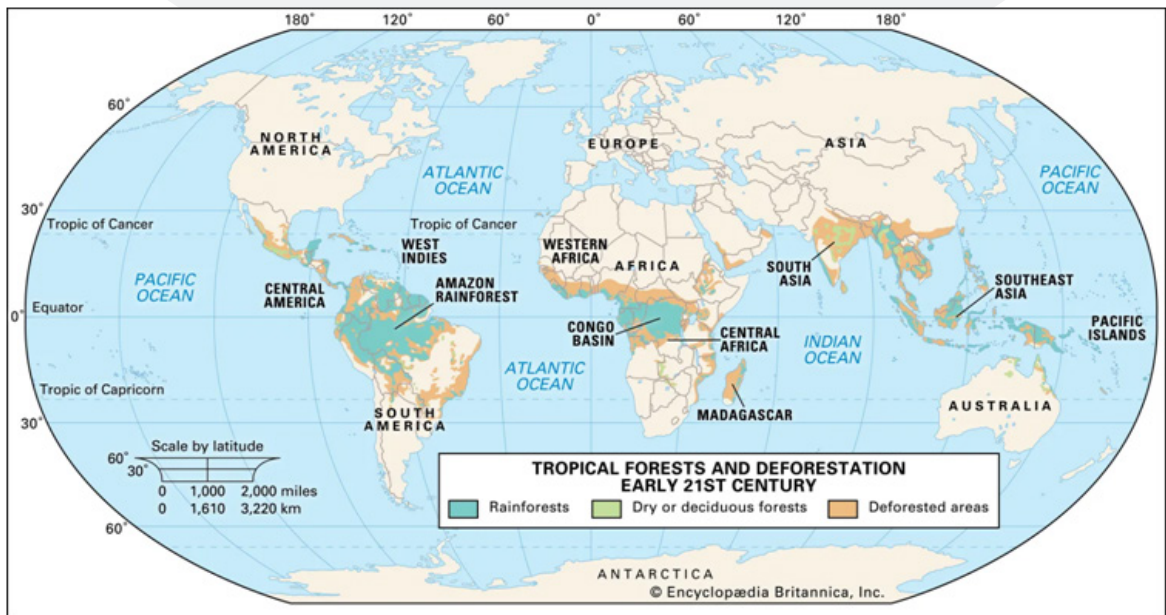 180˚ 120˚ 60˚ 0˚ 60˚ 120˚ 180˚
60˚
NORTH
AMERICA
EUROPE
ASIA
ATLANTIC
OCEAN
PACIFIC
OCEAN
30˚
Tropic of Cancer
Tropic of Cancer
WEST
INDIES
WESTERN
AFRICA
AFRICA
SOUTH
ASIA
PACIFIC
OCEAN
CENTRAL
AMERICA
AMAZON
RAINFOREST
SOUTHEAST
ASIA
Equator
0˚
CONGO
BASIN
CENTRAL
AFRICA
INDIAN
OCEAN
PACIFIC
ISLANDS
ATLANTIC
OCEAN
Tropic of Capricorn
MADAGASCAR
SOUTH
AMERICA
AUSTRALIA
30˚
Scale by latitude
60˚
30˚
0 1,000 2,000 miles
0 1,610 3,220 km
TROPICAL FORESTS AND DEFORESTATION
EARLY 21ST CENTURY
Rainforests Dry or deciduous forests Deforested areas
60˚
ANTARCTICA
© Encyclopædia Britannica, Inc.